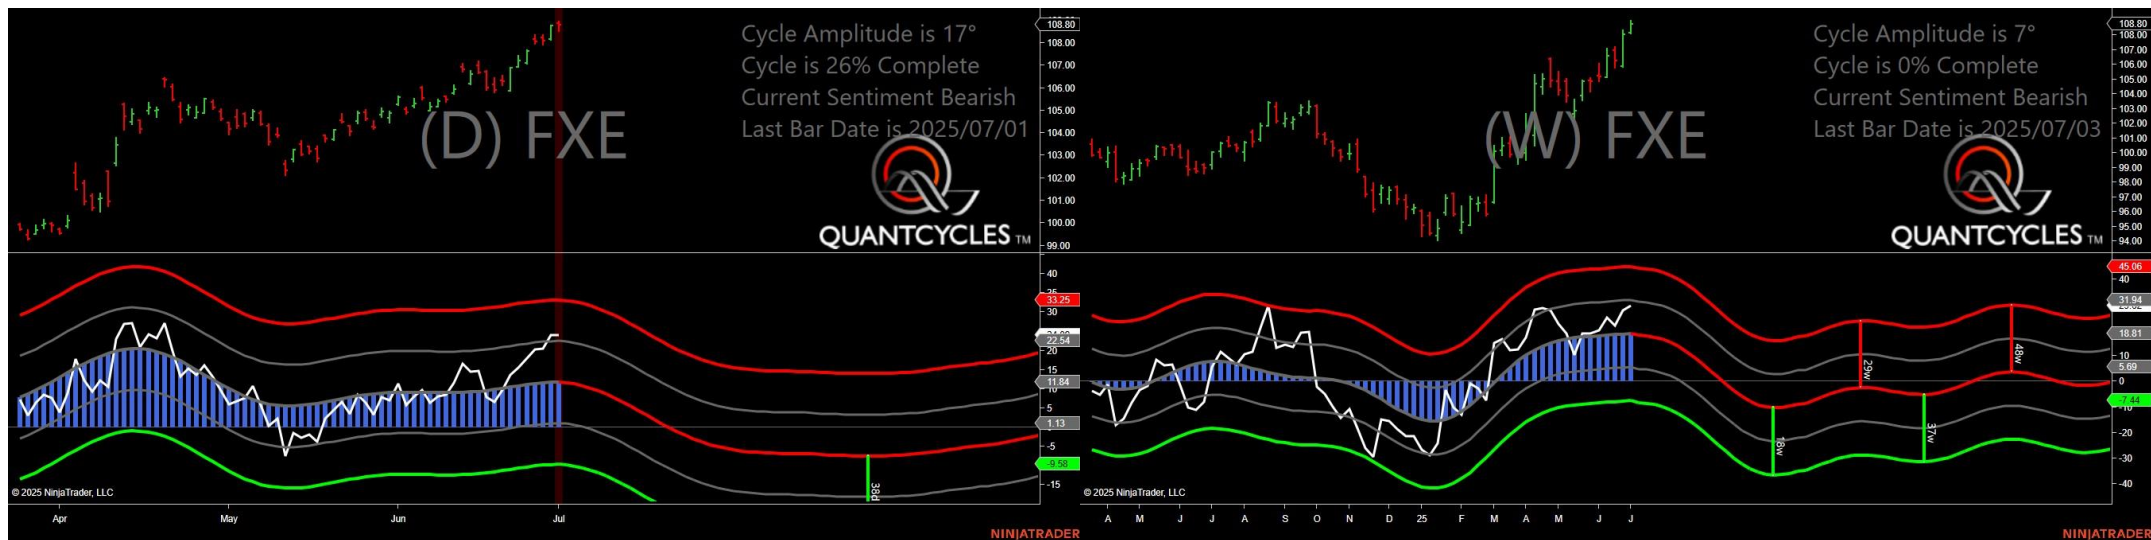 Cycle Amplitude is 17°
Cycle is 26% Complete
Current Sentiment Bearish
Last Bar Date is 2025/07/01
(D) FXE
QUANTCYCLES TM
108.80
108.00
107.00
106.00
105.00
104.00
103.00
102.00
101.00
100.00
99.00
40
33.25
30
22.54
20
15
11.84
5
1.13
-5
-9.58
-15
38d
© 2025 NinjaTrader, LLC
Apr May Jun Jul
NINJATRADER
Cycle Amplitude is 7°
Cycle is 0% Complete
Current Sentiment Bearish
Last Bar Date is 2025/07/03
(W) FXE
QUANTCYCLES TM
108.80
107.00
106.00
105.00
104.00
103.00
102.00
101.00
100.00
99.00
98.00
97.00
96.00
95.00
94.00
45.06
40
31.94
18.81
10
5.69
0
-7.44
-20
-30
-40
18w
29w
37w
48w
© 2025 NinjaTrader, LLC
A M J J A S O N D 25 F M A M J J
NINJATRADER